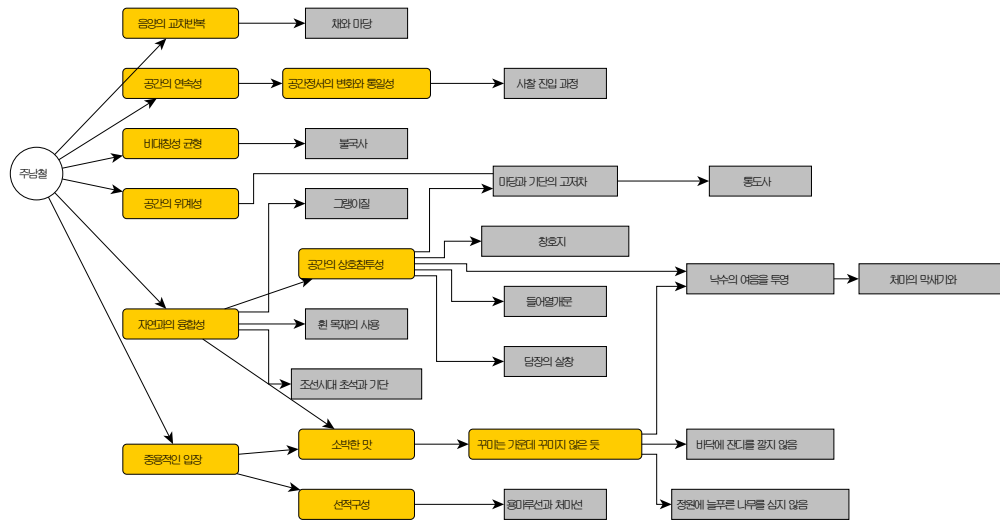 음양의 교차반복
채와 마당
공간의 연속성
공간정서의 변화와 통일성
사찰 진입 과정
비대칭성 균형
불국사
주남철
마당과 기단의 고저차
통도사
공간의 위계성
그랭이질
창호지
공간의 상호침투성
낙수의 여음을 투영
처마의 막새기와
들어열개문
자연과의 융합성
휜 목재의 사용
담장의 살창
조선시대 초석과 기단
소박한 맛
꾸미는 가운데 꾸미지 않은 듯
바닥에 잔디를 깔지 않음
중용적인 입장
선적구성
용마루선과 처마선
정원에 늘푸른 나무를 심지 않음